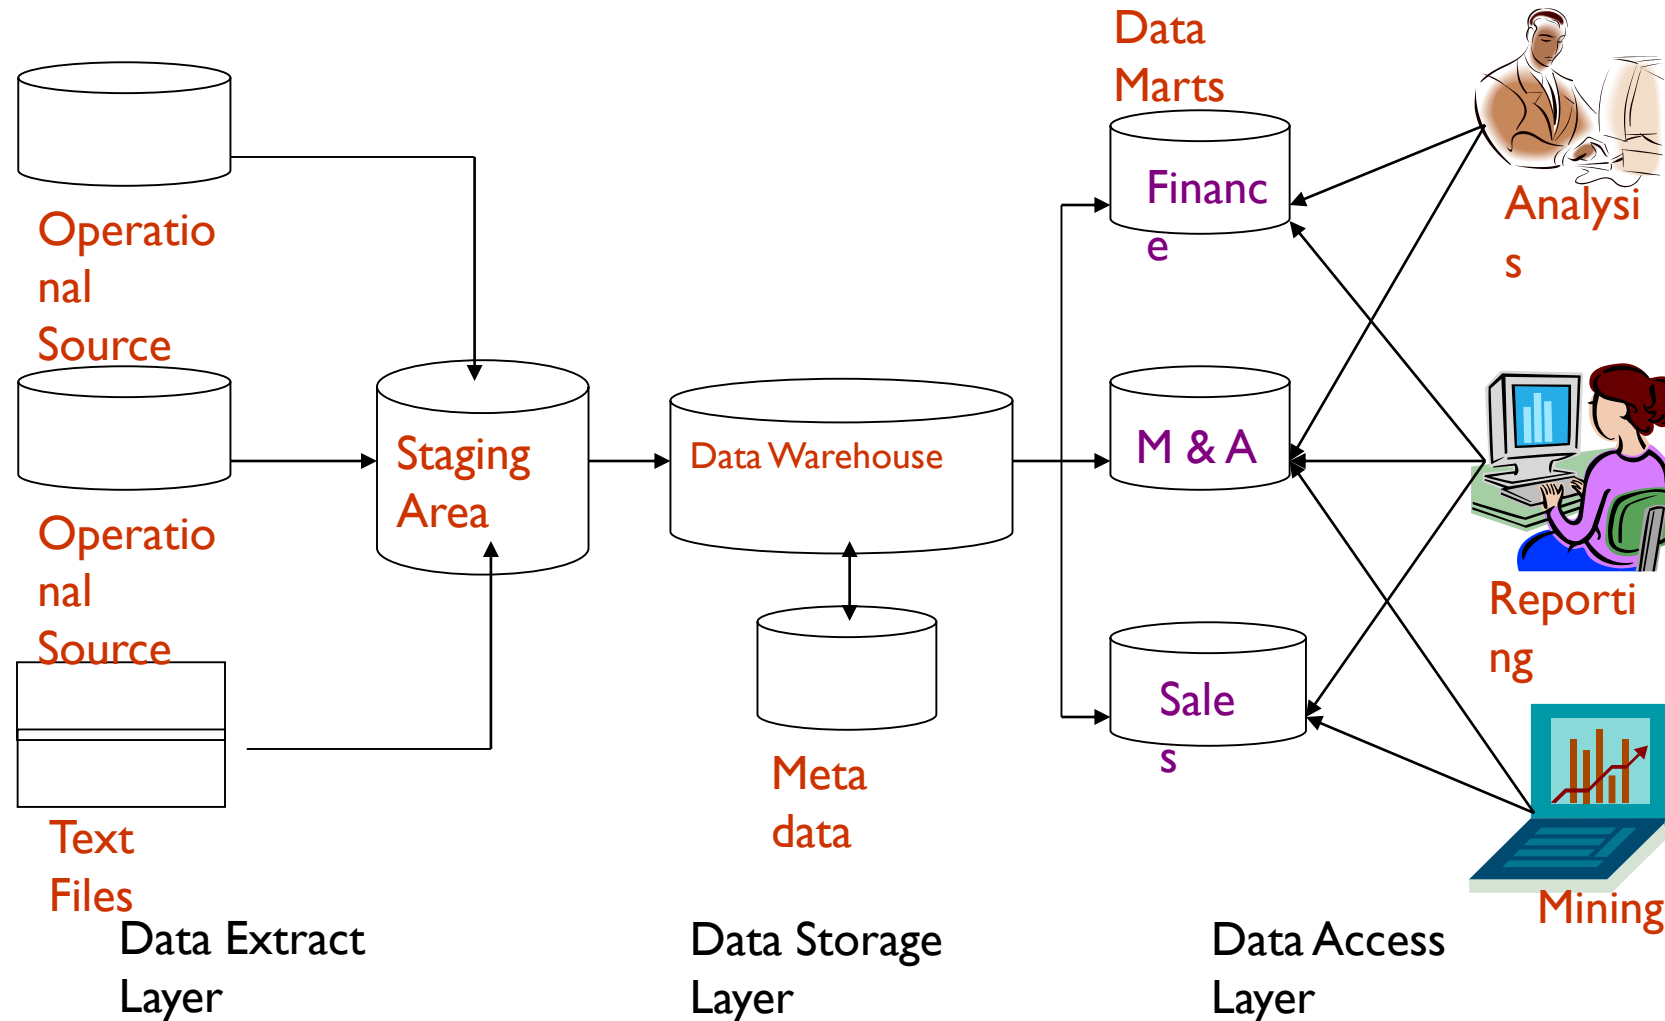 Data
Marts
Financ
e
Analysi
s
Operatio
nal
Source
Staging
Area
Data Warehouse
M & A
Operatio
nal
Source
Reporti
ng
Sale
s
Meta
data
Text
Files
Mining
Data Extract
Layer
Data Storage
Layer
Data Access
Layer